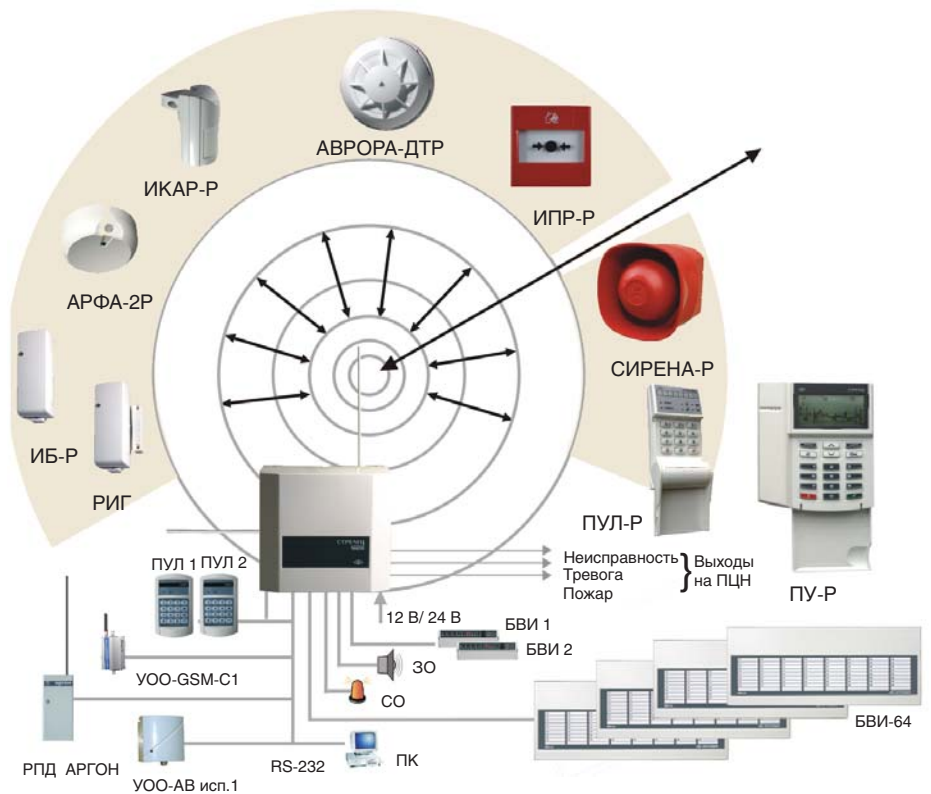 АВРОРА-ДТР
ИКАР-Р
ИПР-Р
АРФА-2Р
СИРЕНА-Р
ИБ-Р
РИГ
ПУЛ-Р
ПУ-Р
Неисправность
Тревога
Пожар
Выходы
на ПЦН
ПУЛ 1 ПУЛ 2
12 В/ 24 В
БВИ 1
БВИ 2
ЗО
СО
УОО-GSM-C1
БВИ-64
РПД АРГОН
УОО-АВ исп.1
RS-232
ПК